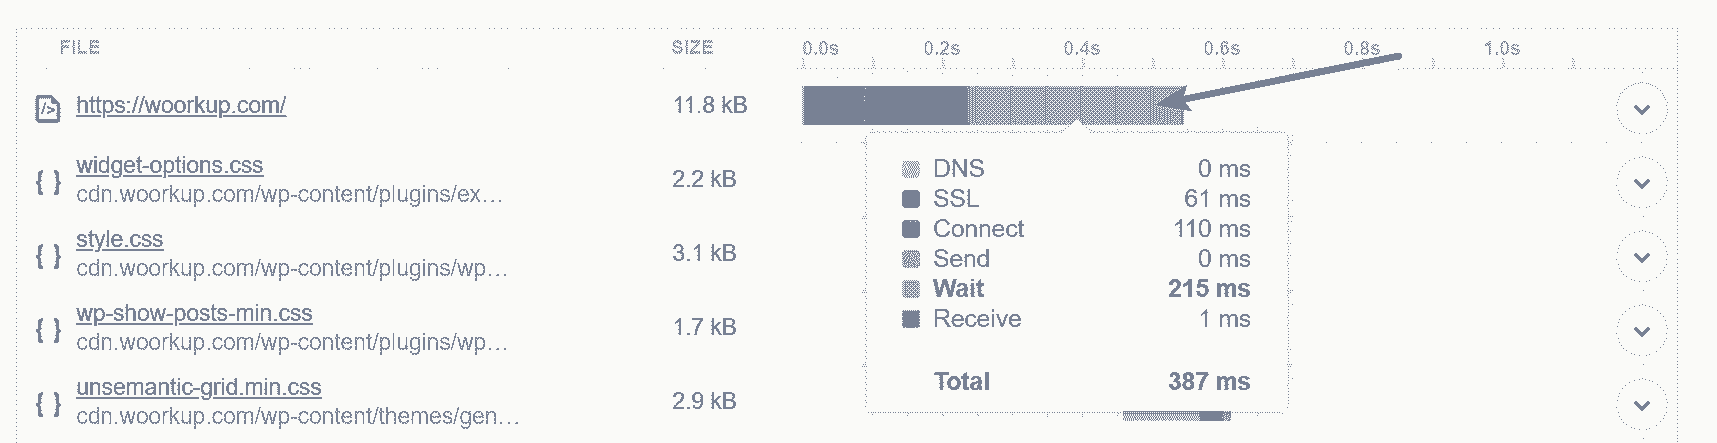 FILE SIZE 0.0s 0.2s 0.4s 0.6s 0.8s 1.0s
https://woorkup.com/ 11.8 kB
widget-options.css
cdn.woorkup.com/wp-content/plugins/ex… 2.2 kB
style.css
cdn.woorkup.com/wp-content/plugins/wp… 3.1 kB
wp-show-posts-min.css
cdn.woorkup.com/wp-content/plugins/wp… 1.7 kB
unsemantic-grid.min.css
cdn.woorkup.com/wp-content/themes/gen… 2.9 kB
DNS 0 ms
SSL 61 ms
Connect 110 ms
Send 0 ms
Wait 215 ms
Receive 1 ms
Total 387 ms